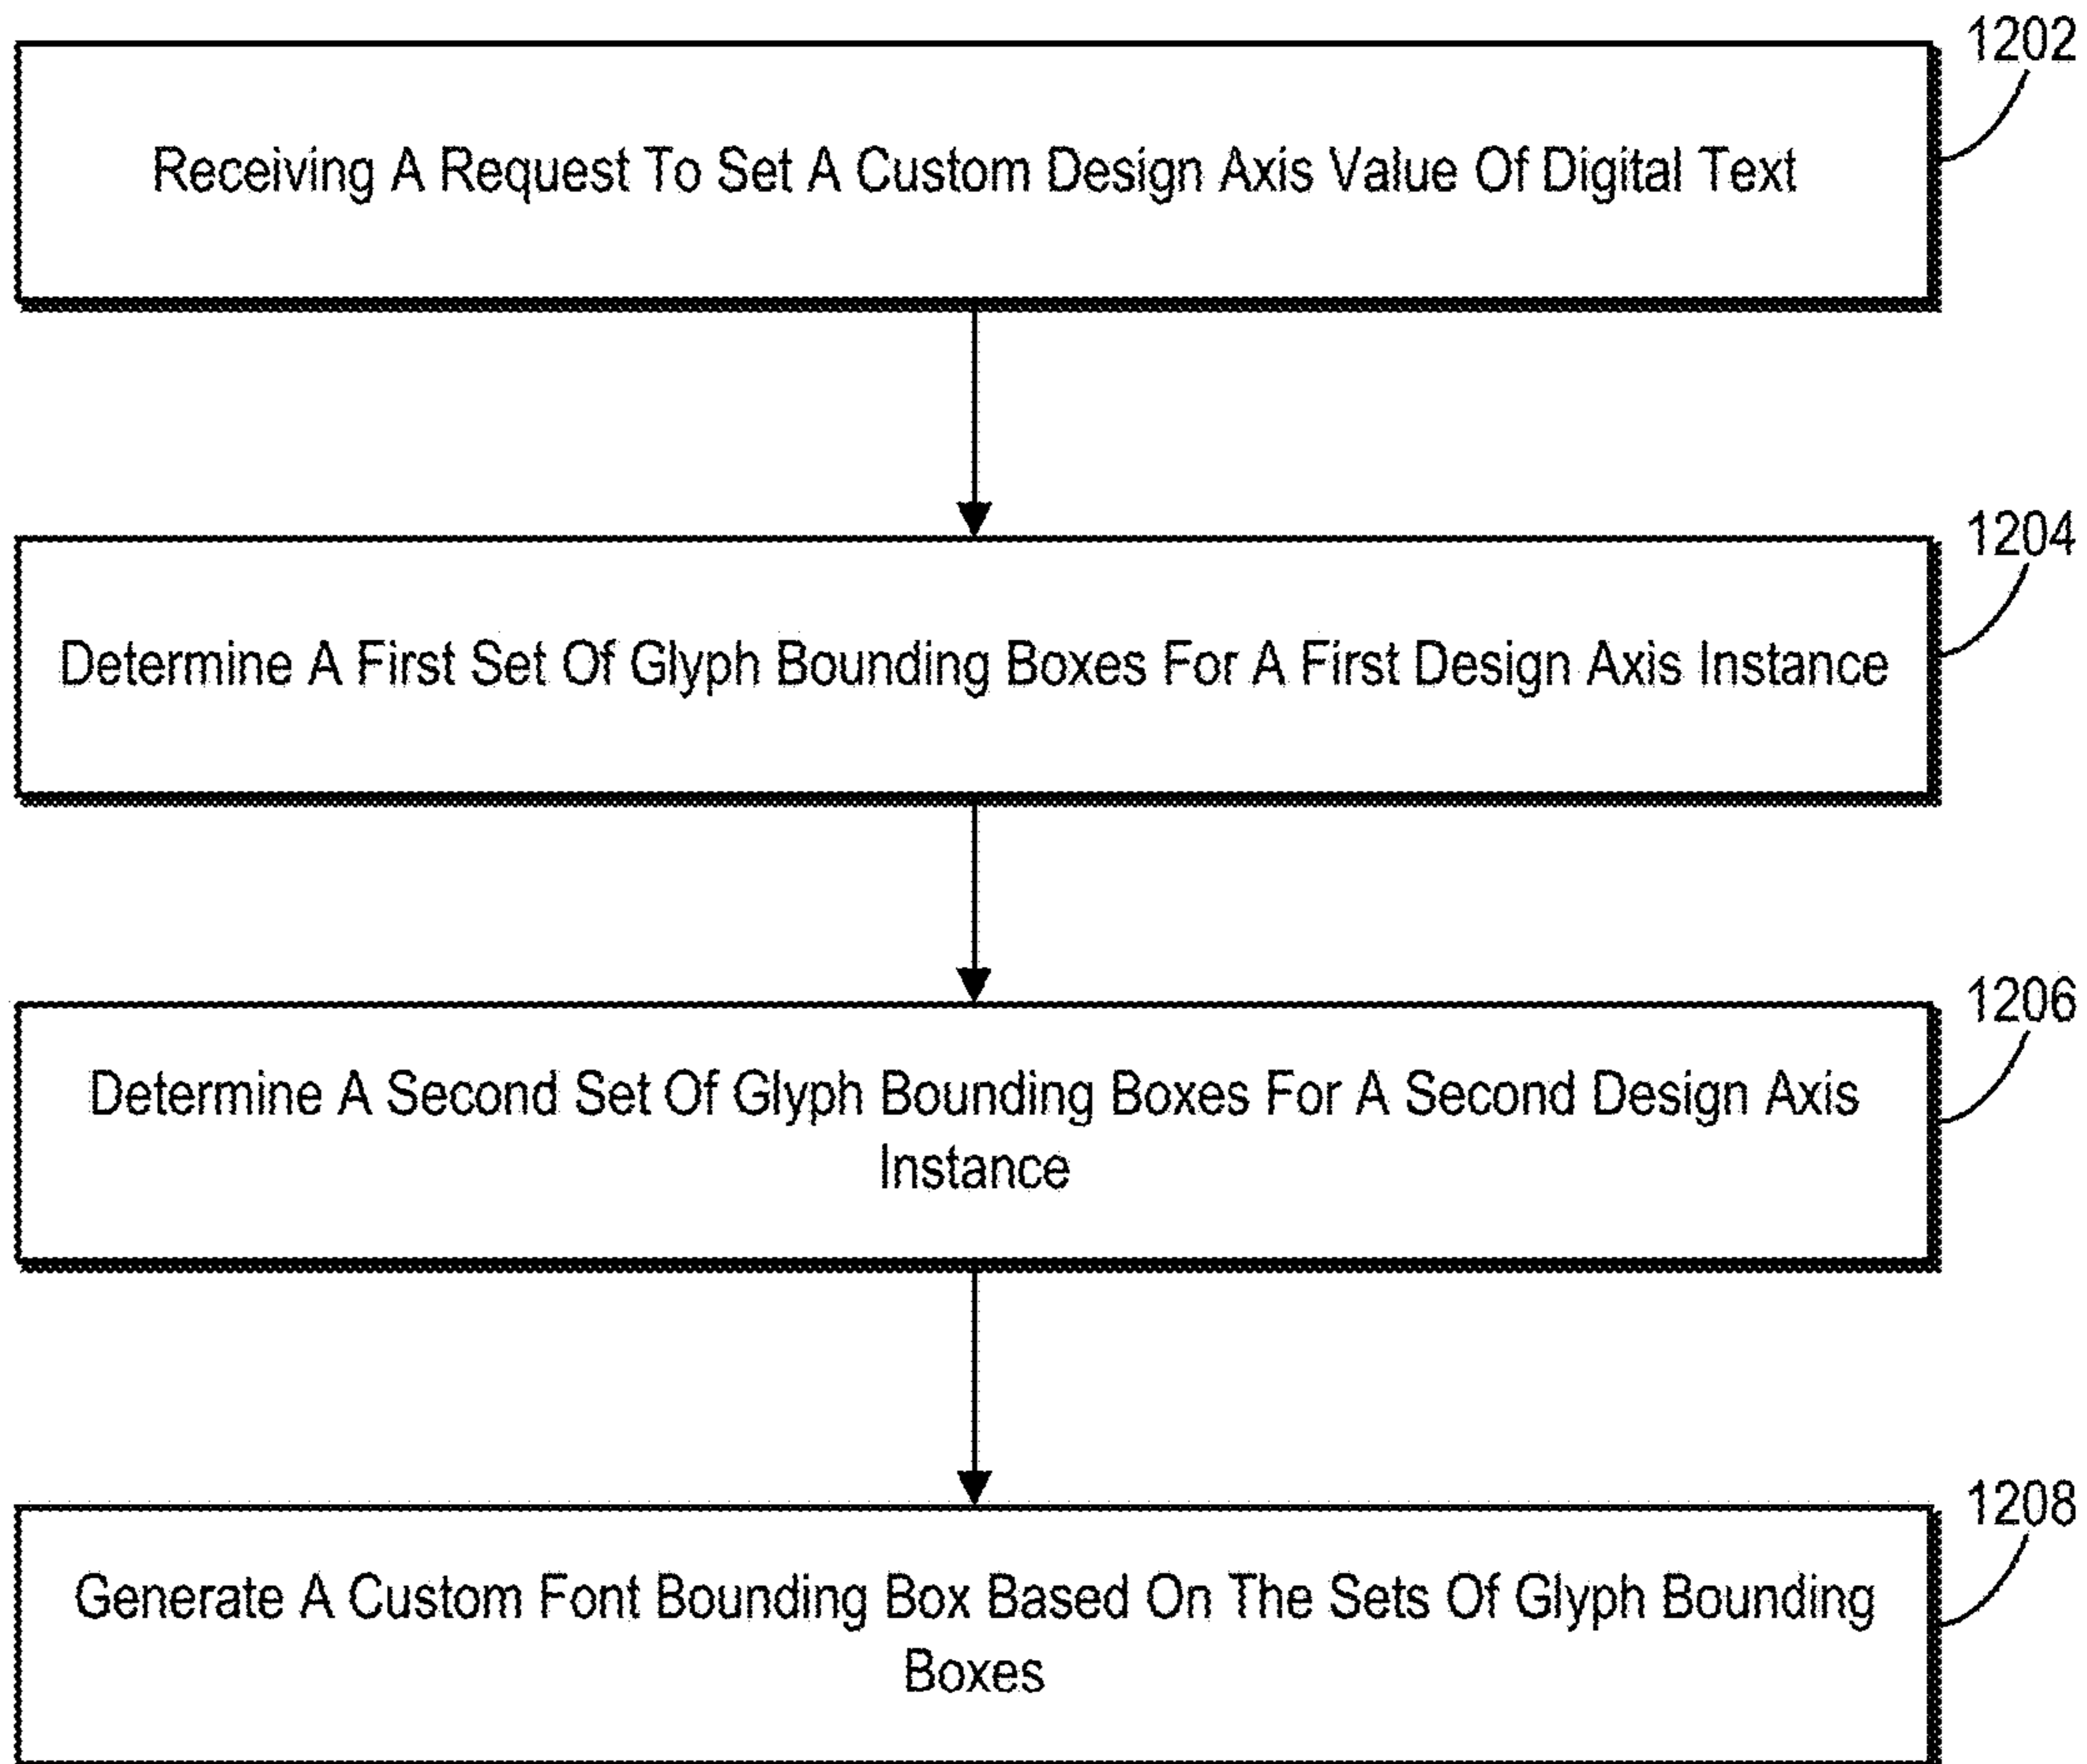 1202
Receiving A Request To Set A Custom Design Axis Value Of Digital Text
1204
Determine A First Set Of Glyph Bounding Boxes For A First Design Axis Instance
1206
Determine A Second Set Of Glyph Bounding Boxes For A Second Design Axis
Instance
1208
Generate A Custom Font Bounding Box Based On The Sets Of Glyph Bounding
Boxes